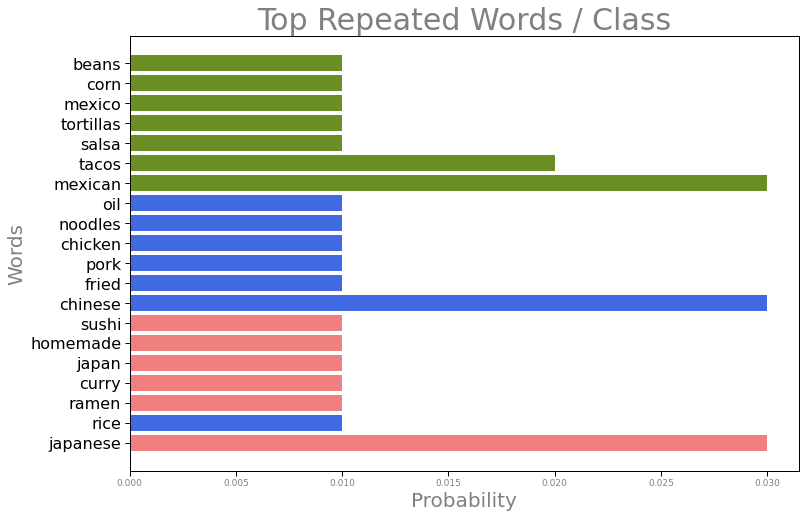 Top Repeated Words / Class
beans
corn
mexico
tortillas
salsa
tacos
mexican
oil
noodles
chicken
pork
fried
chinese
sushi
homemade
japan
curry
ramen
rice
japanese
Words
0.000 0.005 0.010 0.015 0.020 0.025 0.030
Probability